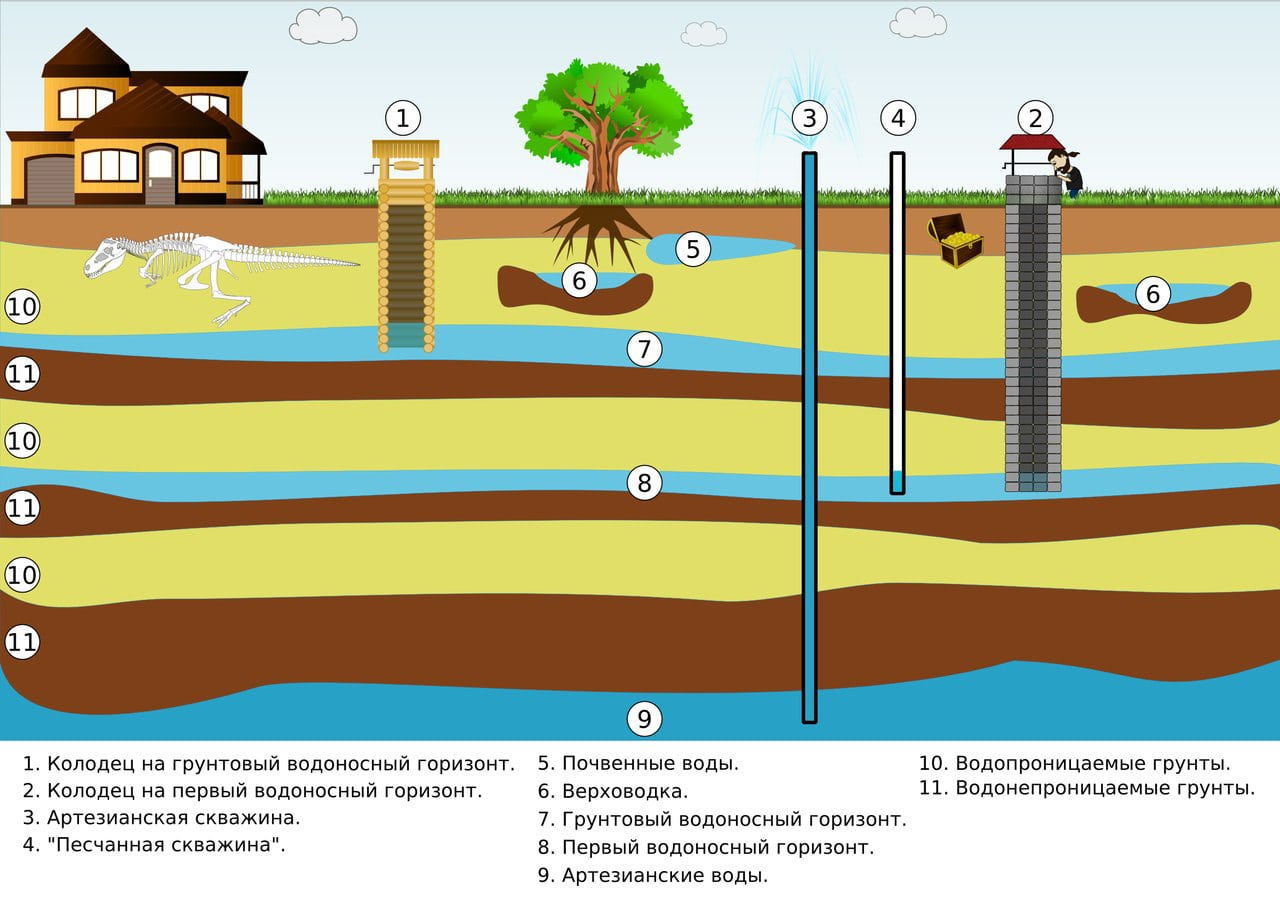 1
3
4
2
5
6
6
10
7
11
10
8
11
10
11
9
1. Колодец на грунтовый водоносный горизонт.
2. Колодец на первый водоносный горизонт.
3. Артезианская скважина.
4. "Песчанная скважина".
5. Почвенные воды.
6. Верховодка.
7. Грунтовый водоносный горизонт.
8. Первый водоносный горизонт.
9. Артезианские воды.
10. Водопроницаемые грунты.
11. Водонепроницаемые грунты.